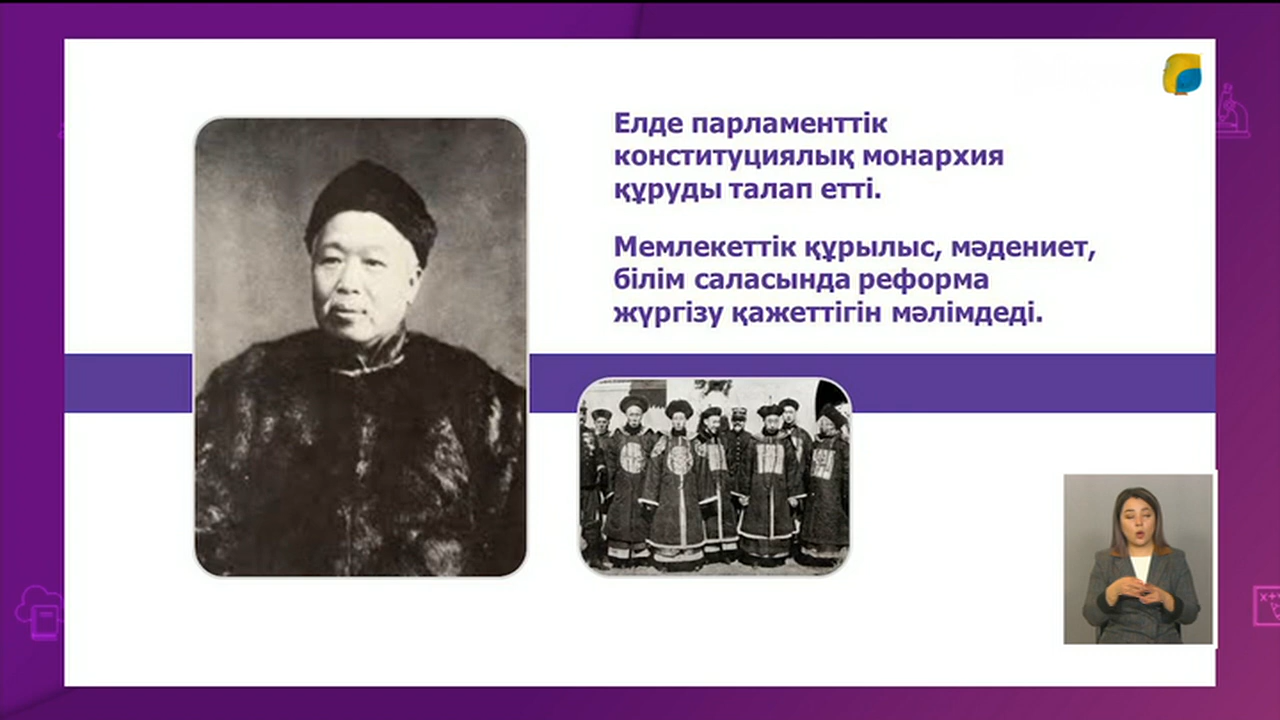 Елде парламенттік
конституциялық монархия
құруды талап етті.
Мемлекеттік құрылыс, мәдениет,
білім саласында реформа
жүргізу қажеттігін мәлімдеді.